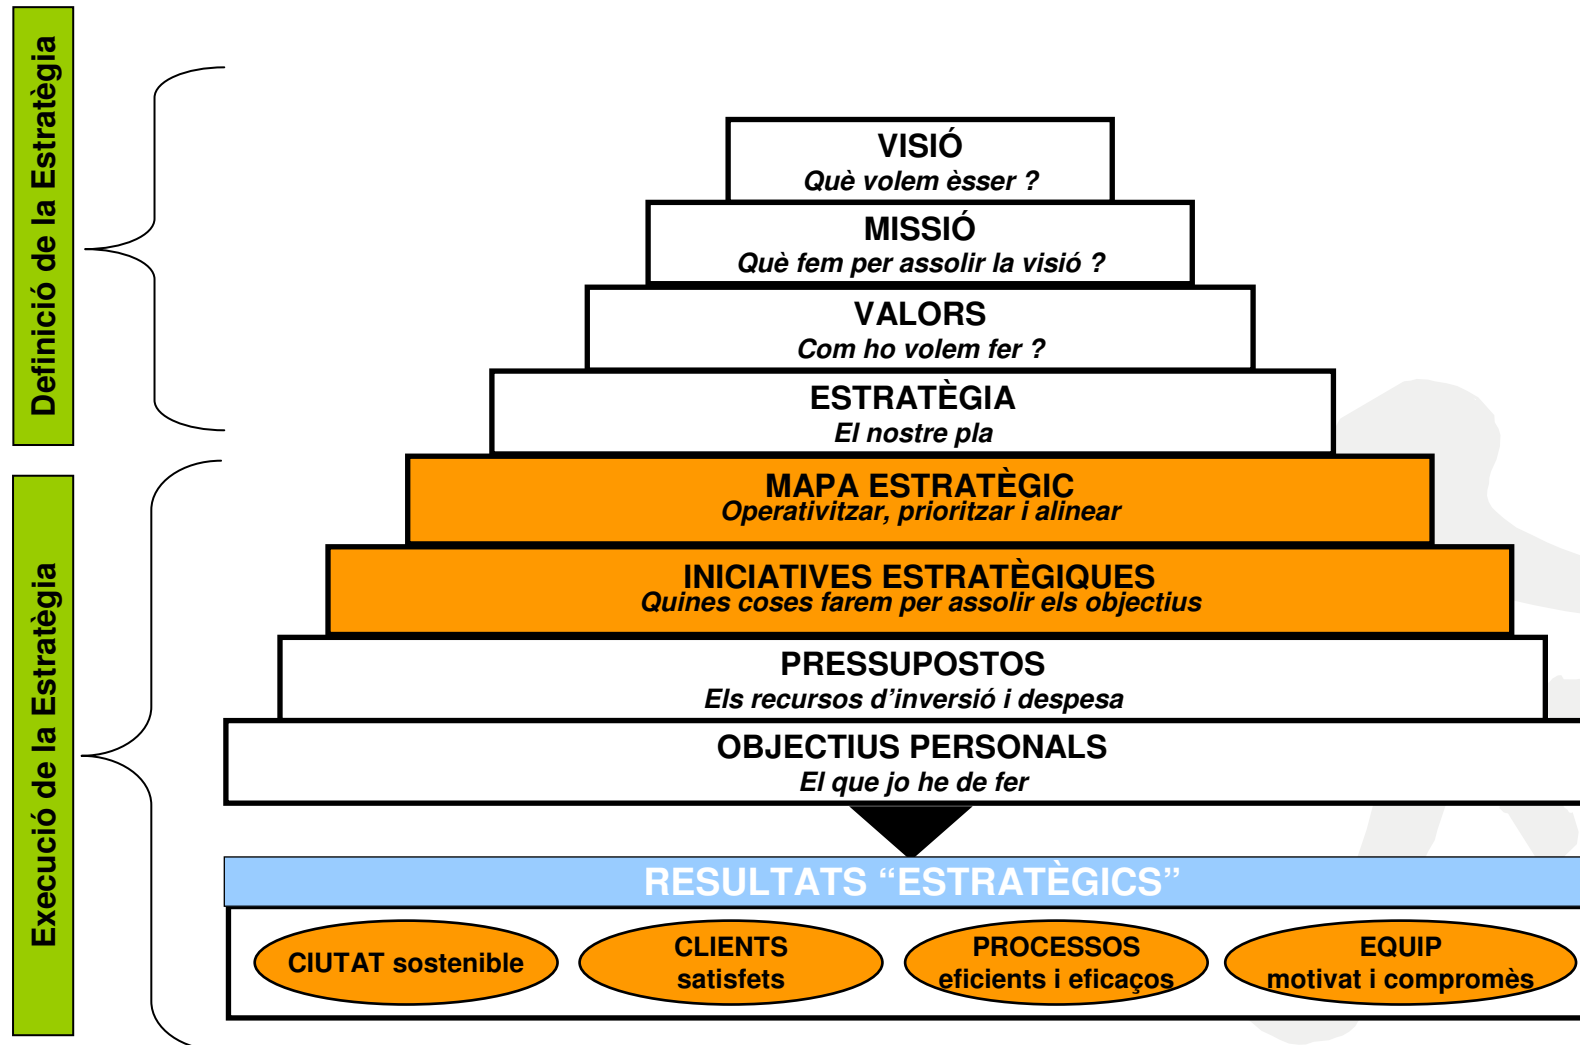 Definició de la Estratègia
VISIÓ
Què volem èsser ?
MISSIÓ
Què fem per assolir la visió ?
VALORS
Com ho volem fer ?
ESTRATÈGIA
El nostre pla
Execució de la Estratègia
MAPA ESTRATÈGIC
Operativitzar, prioritzar i alinear
INICIATIVES ESTRATÈGIQUES
Quines coses farem per assolir els objectius
PRESSUPOSTOS
Els recursos d'inversió i despesa
OBJECTIUS PERSONALS
El que jo he de fer
RESULTATS “ESTRATÈGICS”
CIUTAT sostenible
CLIENTS
satisfets
PROCESSOS
eficients i eficaços
EQUIP
motivat i compromès